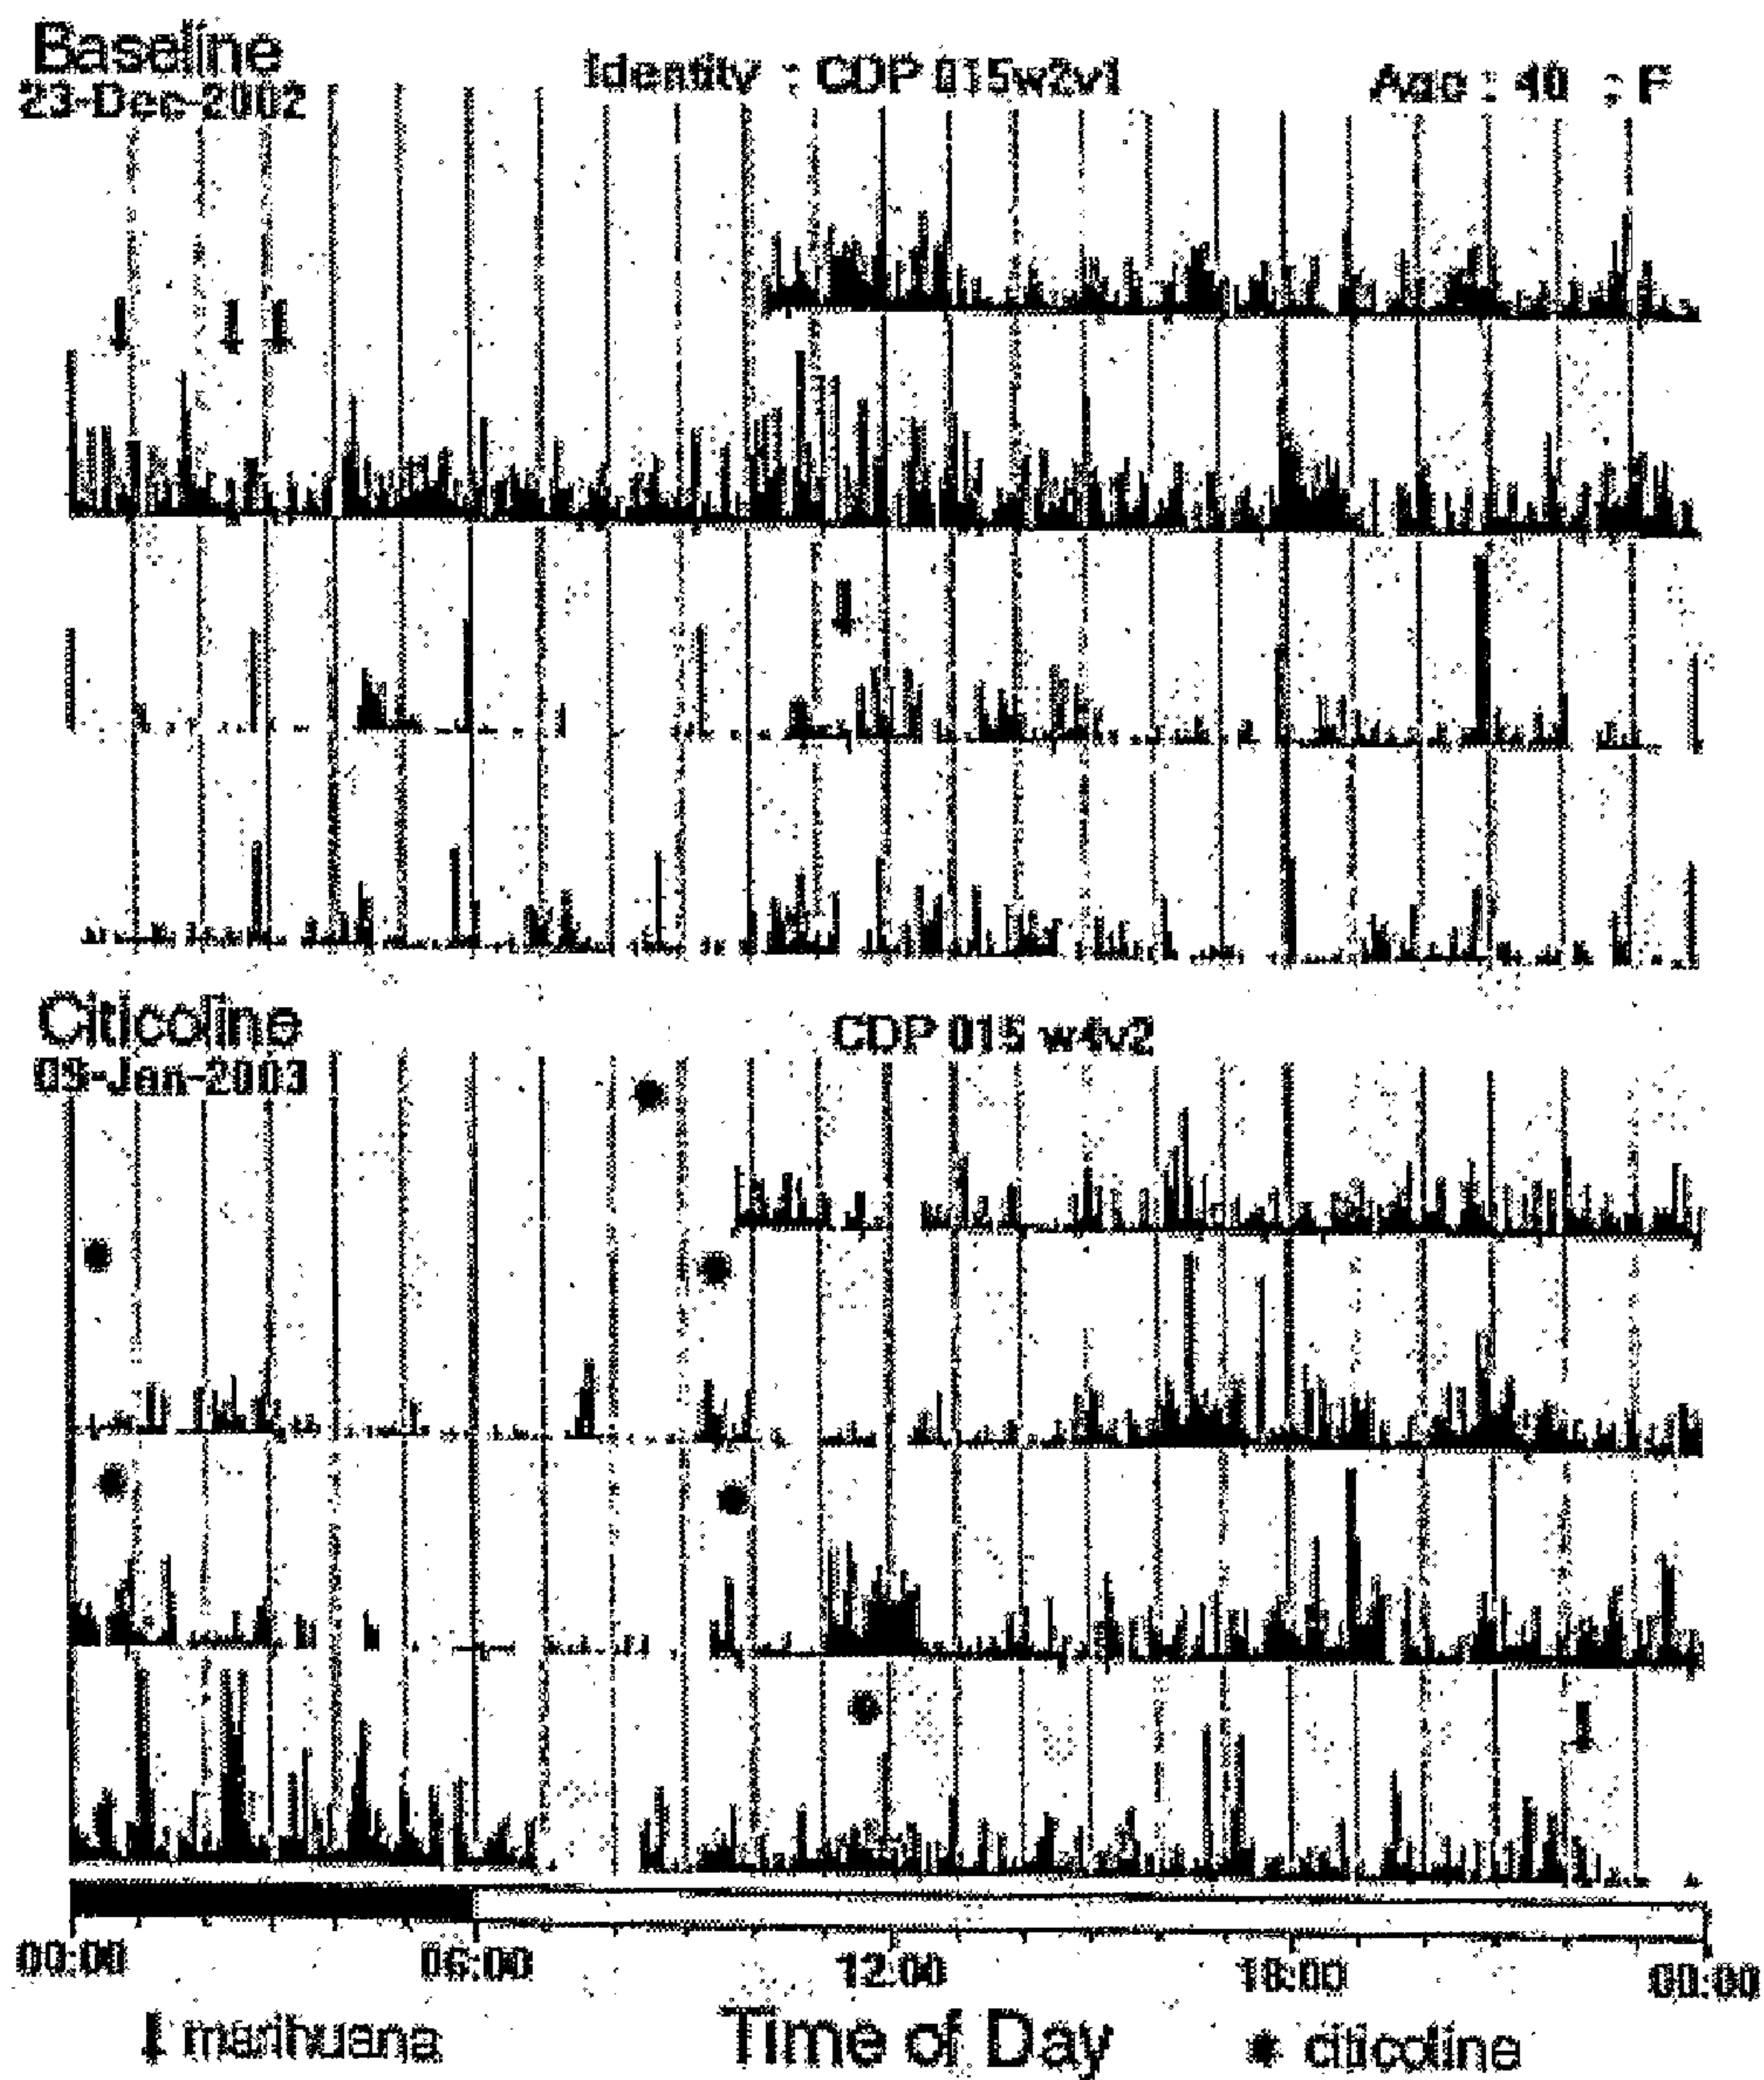 Baseline
23-Dec-2002
Identity : CDP 015w2v1
Age : 40 : F
Citicoline
09-Jan-2003
CDP 015 w4v2
00:00 06:00 12:00 18:00 00:00
marihuana
Time of Day
citicoline